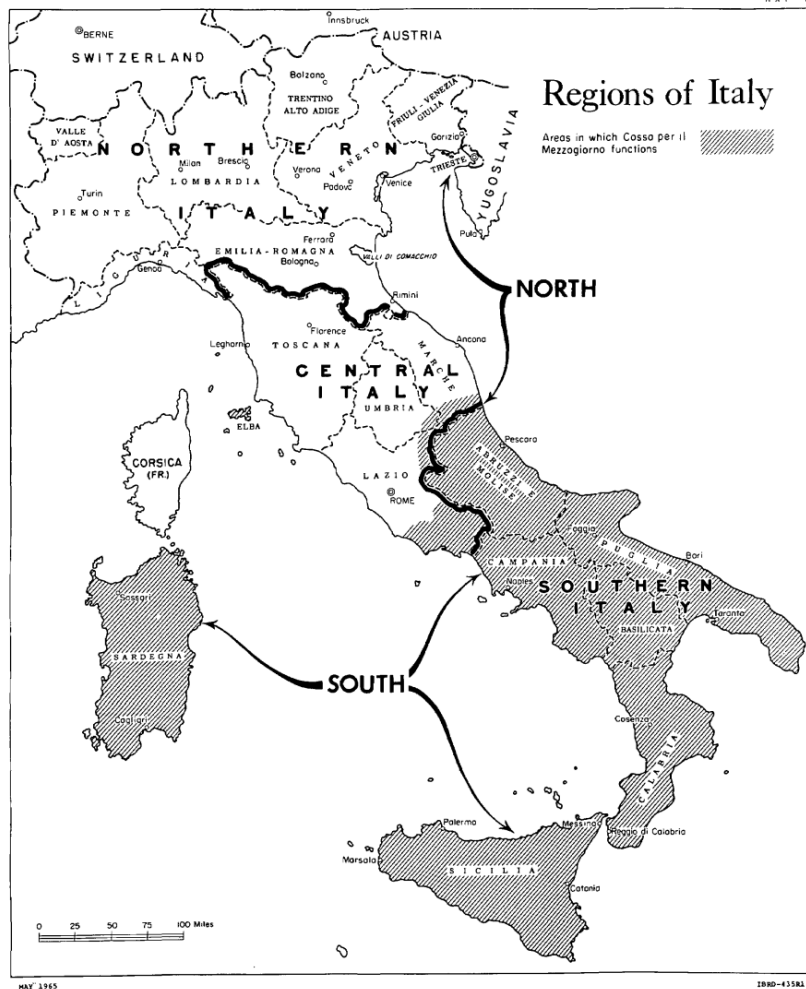 Innsbruck
BERNE
AUSTRIA
SWITZERLAND
Bolzano
TRENTINO
ALTO ADIGE
FRIULI-VENEZIA
GIULIA
Regions of Italy
Areas in which Cassa per il
Mezzogiorno functions
VALLE
D'AOSTA
Gorizia
NORTHERN
VENETO
TRIESTE
YUGOSLAVIA
Milan
Brescia
Verona
LOMBARDIA
Padova
Venice
Turin
PIEMONTE
ITALY
Pula
Ferrara
EMILIA-ROMAGNA
VALLI DI COMACCHIO
Bologna
LIGURIA
Genoa
NORTH
Rimini
Florence
Leghorn
TOSCANA
Ancona
MARCHE
CENTRAL
ITALY
UMBRIA
ELBA
Pescara
CORSICA
(FR.)
ABRUZZI E
MOLISE
LAZIO
ROME
Foggia
PUGLIA
Bari
CAMPANIA
Naples
SOUTHERN
ITALY
Taranto
BASILICATA
Sassari
SARDEGNA
SOUTH
Cagliari
Cosenza
CALABRIA
Palermo
Messina
Reggio di Calabria
Marsala
SICILIA
Catania
0 25 50 75 100 Miles
MAY 1965
IBRD-435R1